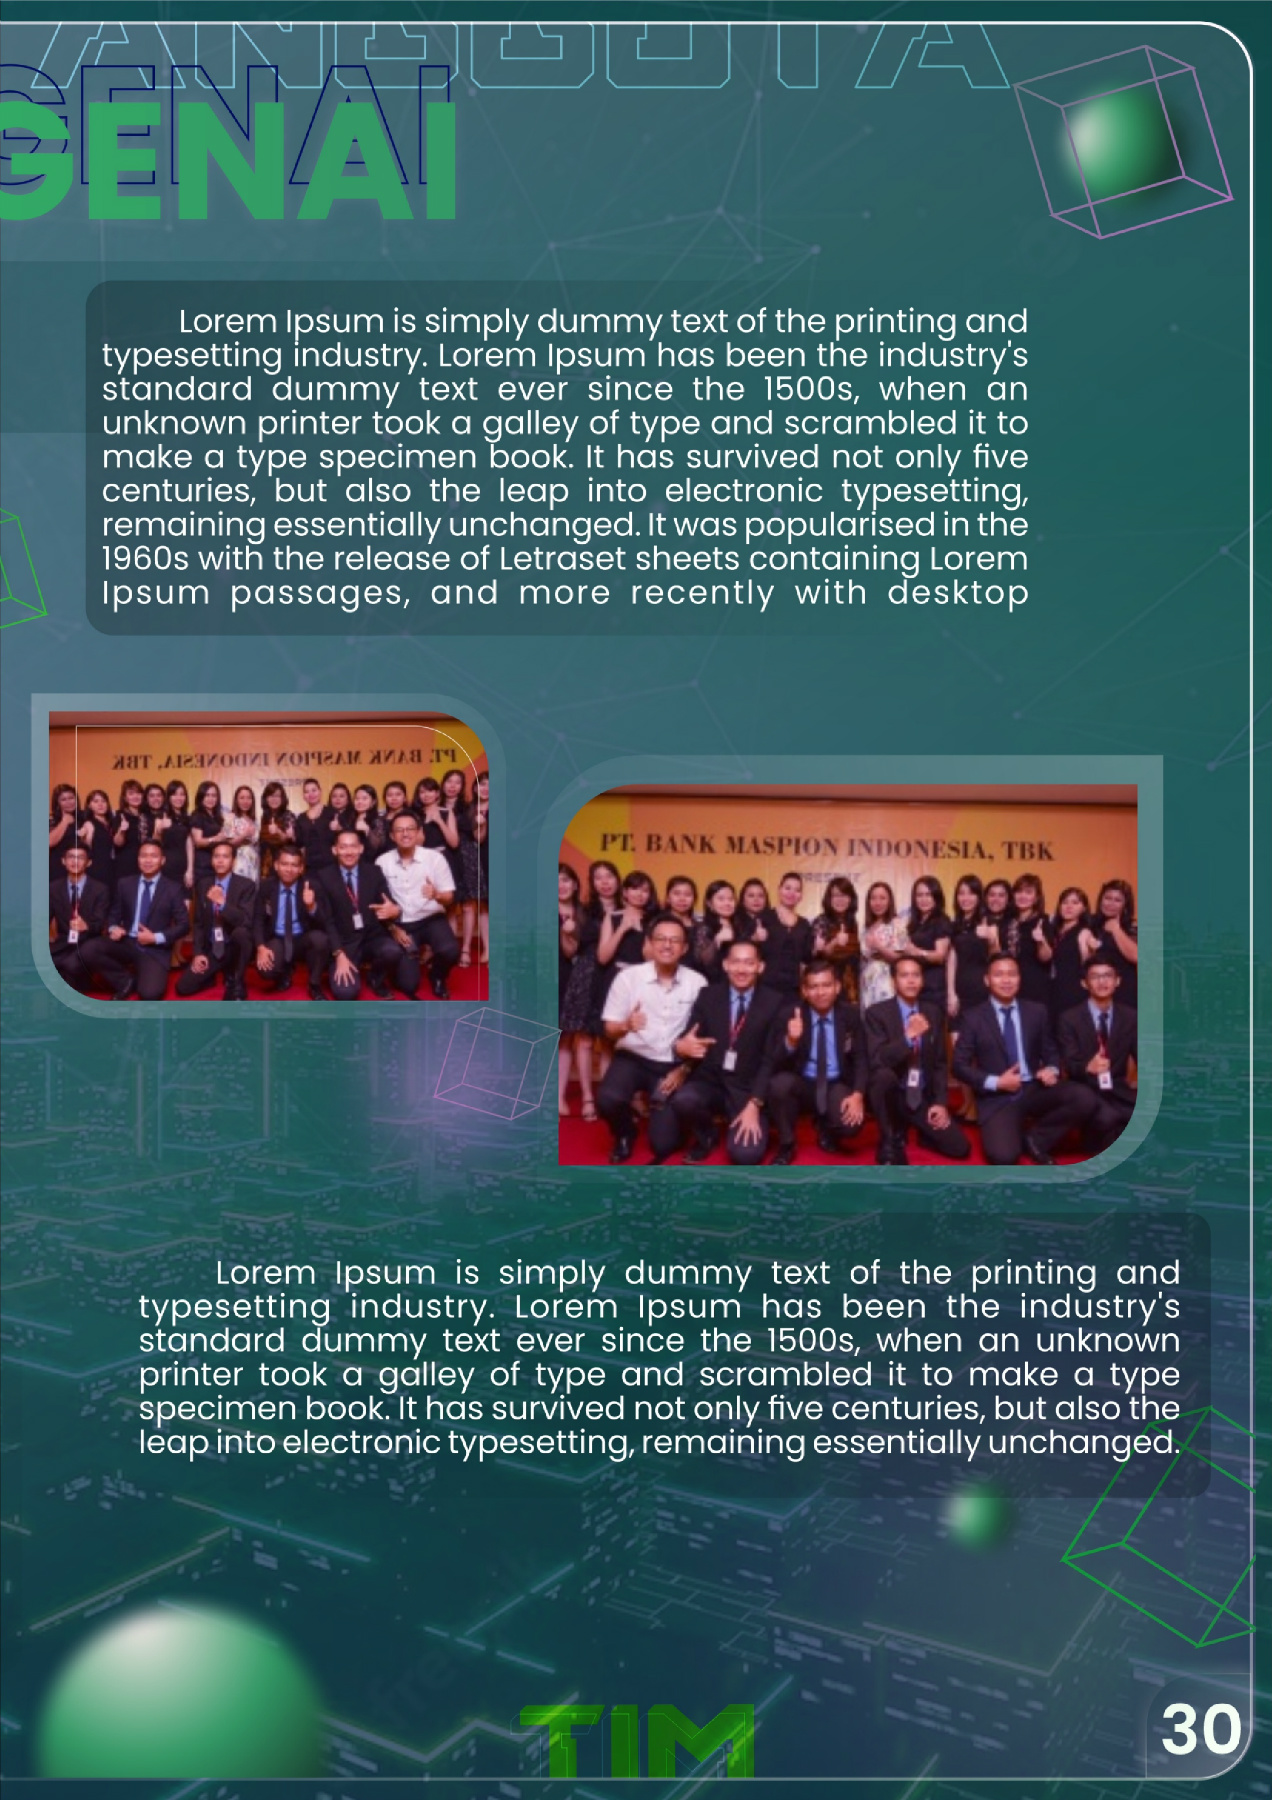 ANGGOTA
GENAI
GENAI
Lorem Ipsum is simply dummy text of the printing and
typesetting industry. Lorem Ipsum has been the industry's
standard dummy text ever since the 1500s, when an
unknown printer took a galley of type and scrambled it to
make a type specimen book. It has survived not only five
centuries, but also the leap into electronic typesetting,
remaining essentially unchanged. It was popularised in the
1960s with the release of Letraset sheets containing Lorem
Ipsum passages, and more recently with desktop
PT. BANK MASPION INDONESIA, TBK
PRESENT
PT. BANK MASPION INDONESIA, TBK
PRESENT
Lorem Ipsum is simply dummy text of the printing and
typesetting industry. Lorem Ipsum has been the industry's
standard dummy text ever since the 1500s, when an unknown
printer took a galley of type and scrambled it to make a type
specimen book. It has survived not only five centuries, but also the
leap into electronic typesetting, remaining essentially unchanged.
TIM
30